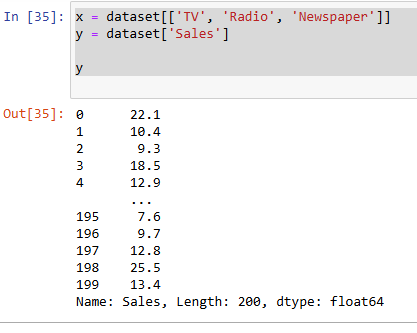 In [35]: x = dataset[['TV', 'Radio', 'Newspaper']]
y = dataset['Sales']
y
Out[35]: 0      22.1
1      10.4
2       9.3
3      18.5
4      12.9
...
195     7.6
196     9.7
197    12.8
198    25.5
199    13.4
Name: Sales, Length: 200, dtype: float64